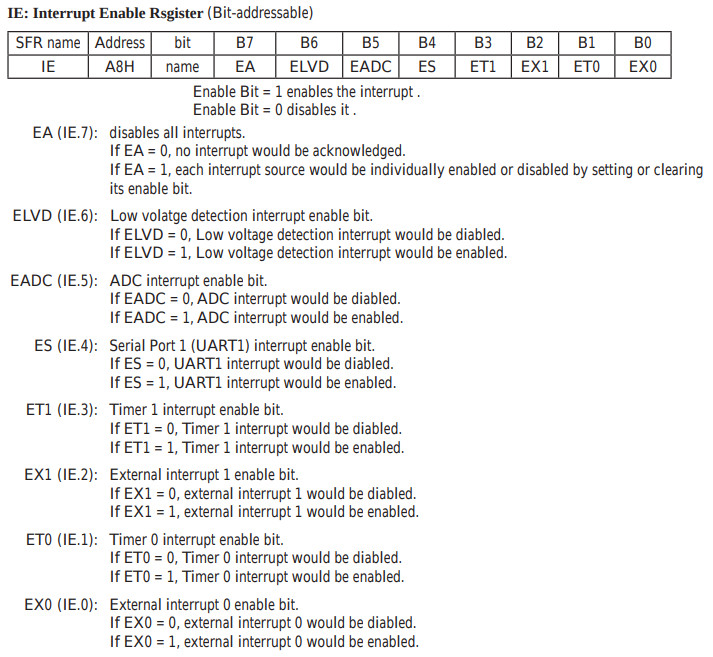 IE: Interrupt Enable Rsgister (Bit-addressable)
SFR name Address bit B7 B6 B5 B4 B3 B2 B1 B0
IE A8H name EA ELVD EADC ES ET1 EX1 ET0 EX0
Enable Bit = 1 enables the interrupt .
Enable Bit = 0 disables it .
EA (IE.7): disables all interrupts.
If EA = 0, no interrupt would be acknowledged.
If EA = 1, each interrupt source would be individually enabled or disabled by setting or clearing
its enable bit.
ELVD (IE.6): Low volatge detection interrupt enable bit.
If ELVD = 0, Low voltage detection interrupt would be diabled.
If ELVD = 1, Low voltage detection interrupt would be enabled.
EADC (IE.5): ADC interrupt enable bit.
If EADC = 0, ADC interrupt would be diabled.
If EADC = 1, ADC interrupt would be enabled.
ES (IE.4): Serial Port 1 (UART1) interrupt enable bit.
If ES = 0, UART1 interrupt would be diabled.
If ES = 1, UART1 interrupt would be enabled.
ET1 (IE.3): Timer 1 interrupt enable bit.
If ET1 = 0, Timer 1 interrupt would be diabled.
If ET1 = 1, Timer 1 interrupt would be enabled.
EX1 (IE.2): External interrupt 1 enable bit.
If EX1 = 0, external interrupt 1 would be diabled.
If EX1 = 1, external interrupt 1 would be enabled.
ET0 (IE.1): Timer 0 interrupt enable bit.
If ET0 = 0, Timer 0 interrupt would be diabled.
If ET0 = 1, Timer 0 interrupt would be enabled.
EX0 (IE.0): External interrupt 0 enable bit.
If EX0 = 0, external interrupt 0 would be diabled.
If EX0 = 1, external interrupt 0 would be enabled.